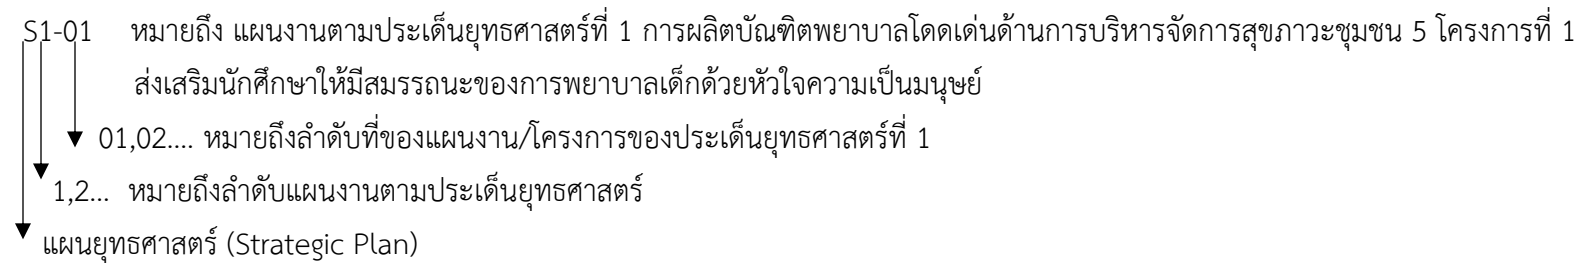 S1-01 หมายถึง แผนงานตามประเด็นยุทธศาสตร์ที่ 1 การผลิตบัณฑิตพยาบาลโดดเด่นด้านการบริหารจัดการสุขภาวะชุมชน 5 โครงการที่ 1
ส่งเสริมนักศึกษาให้มีสมรรถนะของการพยาบาลเด็กด้วยหัวใจความเป็นมนุษย์
01,02.... หมายถึงลำดับที่ของแผนงาน/โครงการของประเด็นยุทธศาสตร์ที่ 1
1,2... หมายถึงลำดับแผนงานตามประเด็นยุทธศาสตร์
แผนยุทธศาสตร์ (Strategic Plan)